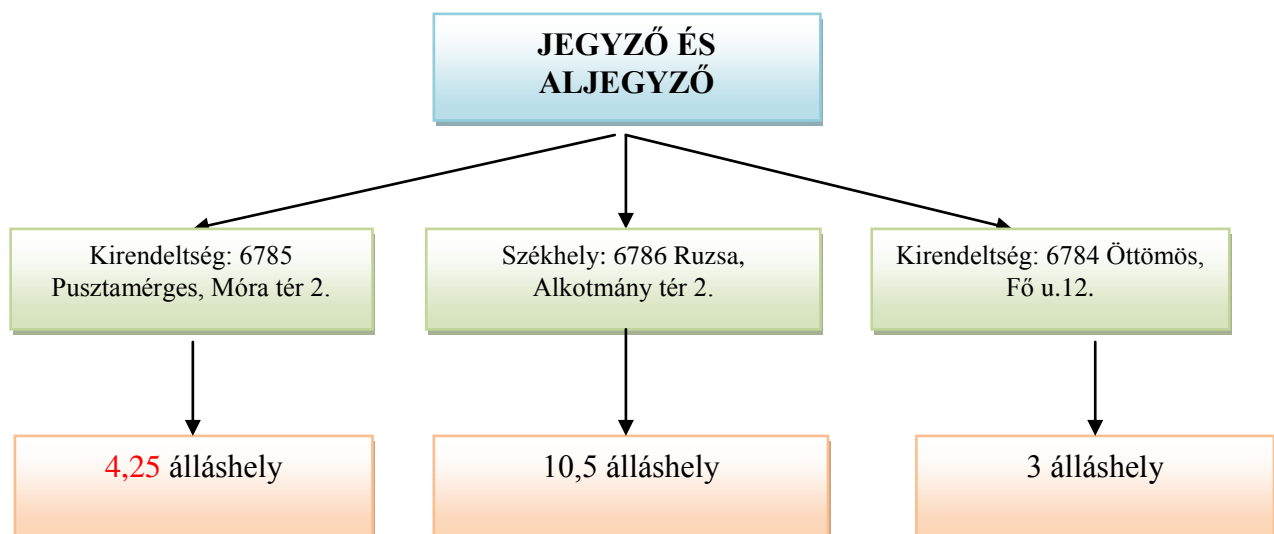 JEGYZŐ ÉS
ALJEGYZŐ
Kirendeltség: 6785
Pusztamérges, Móra tér 2.
Székhely: 6786 Ruzsa,
Alkotmány tér 2.
Kirendeltség: 6784 Öttömös,
Fő u.12.
4,25 álláshely
10,5 álláshely
3 álláshely